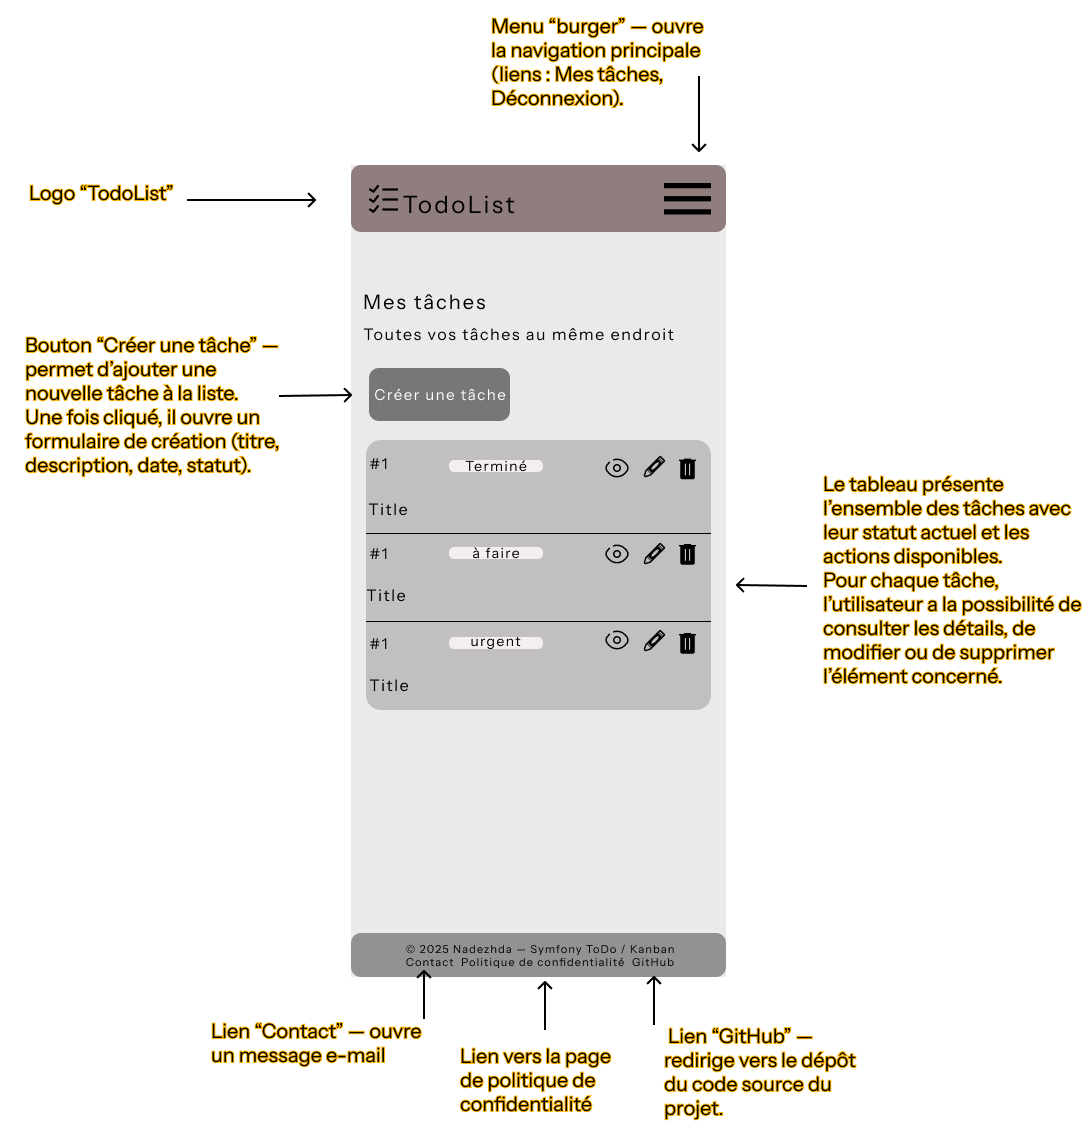 Menu “burger” — ouvre
la navigation principale
(liens : Mes tâches,
Déconnexion).
Logo “TodoList”
TodoList
Mes tâches
Toutes vos tâches au même endroit
Bouton “Créer une tâche” —
permet d’ajouter une
nouvelle tâche à la liste.
Une fois cliqué, il ouvre un
formulaire de création (titre,
description, date, statut).
Créer une tâche
#1 Terminé
Title
#1 à faire
Title
#1 urgent
Title
Le tableau présente
l’ensemble des tâches avec
leur statut actuel et les
actions disponibles.
Pour chaque tâche,
l’utilisateur a la possibilité de
consulter les détails, de
modifier ou de supprimer
l’élément concerné.
© 2025 Nadezhda — Symfony ToDo / Kanban
Contact Politique de confidentialité GitHub
Lien “Contact” — ouvre
un message e-mail
Lien vers la page
de politique de
confidentialité
Lien “GitHub” —
redirige vers le dépôt
du code source du
projet.